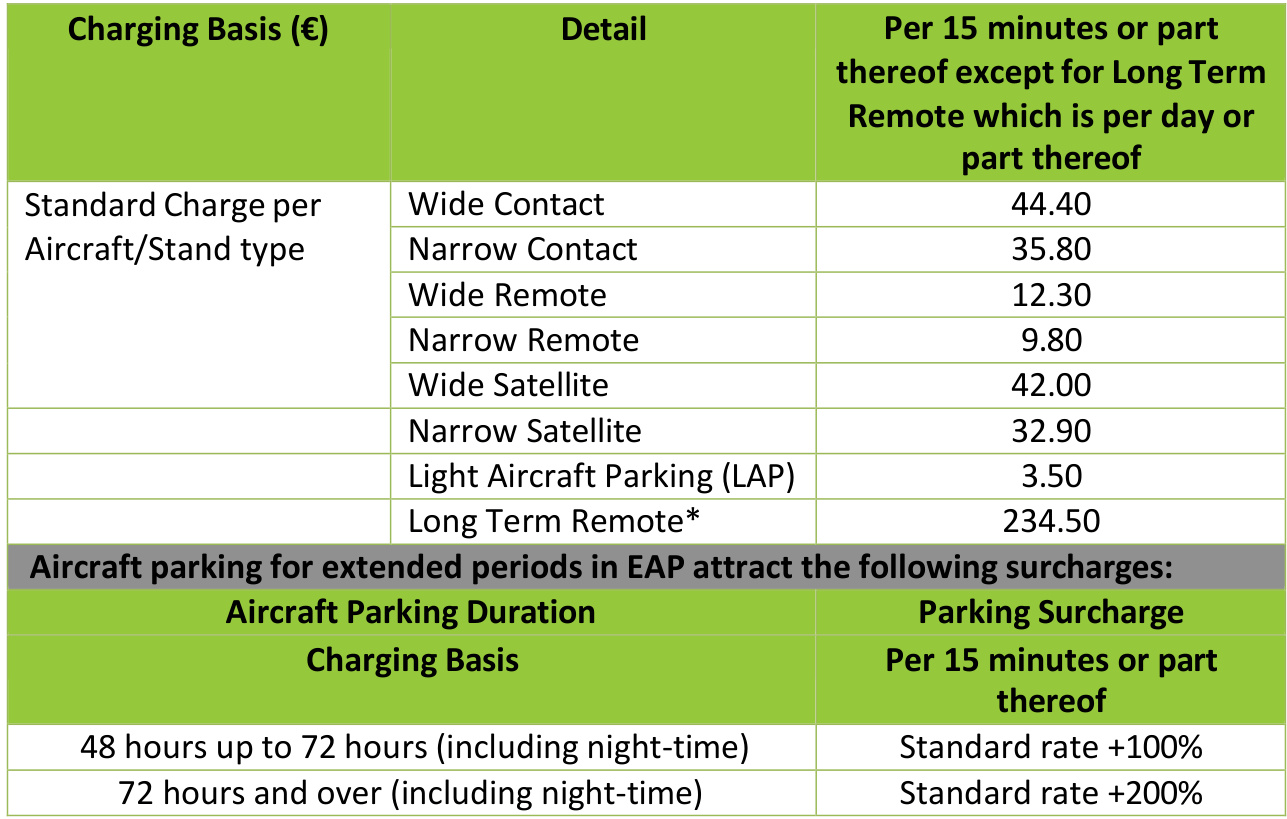 Charging Basis (€)
Detail
Per 15 minutes or part
thereof except for Long Term
Remote which is per day or
part thereof
Standard Charge per
Aircraft/Stand type
Wide Contact
44.40
Narrow Contact
35.80
Wide Remote
12.30
Narrow Remote
9.80
Wide Satellite
42.00
Narrow Satellite
32.90
Light Aircraft Parking (LAP)
3.50
Long Term Remote*
234.50
Aircraft parking for extended periods in EAP attract the following surcharges:
Aircraft Parking Duration
Parking Surcharge
Charging Basis
Per 15 minutes or part
thereof
48 hours up to 72 hours (including night-time)
Standard rate +100%
72 hours and over (including night-time)
Standard rate +200%